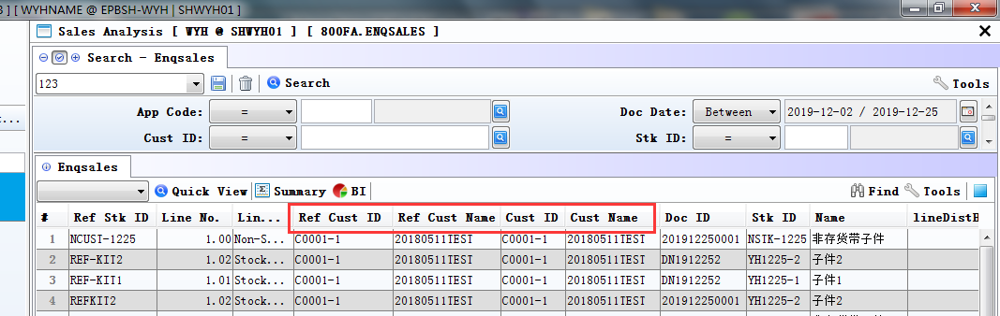 3 ] [ WYHNAME @ EPBSH-WYH | SHWYH01 ]
Sales Analysis [ WYH @ SHWYH01 ] [ 800FA.ENQSALES ]
Search - Enqsales
123 Search Tools
App Code: = Doc Date: Between 2019-12-02 / 2019-12-25
Cust ID: = Stk ID: =
Enqsales
Quick View Summary BI Find Tools
# Ref Stk ID Line No. Lin... Ref Cust ID Ref Cust Name Cust ID Cust Name Doc ID Stk ID Name lineDistB
1 NCUST-1225 1.00 Non-S... C0001-1 20180511TEST C0001-1 20180511TEST 201912250001 NSTK-1225 非存货带子件
2 REF-KIT2 1.02 Stock... C0001-1 20180511TEST C0001-1 20180511TEST DN1912252 YH1225-2 子件2
3 REF-KIT1 1.01 Stock... C0001-1 20180511TEST C0001-1 20180511TEST DN1912252 YH1225-1 子件1
4 REFKIT2 1.02 Stock... C0001-1 20180511TEST C0001-1 20180511TEST 201912250001 YH1225-2 子件2